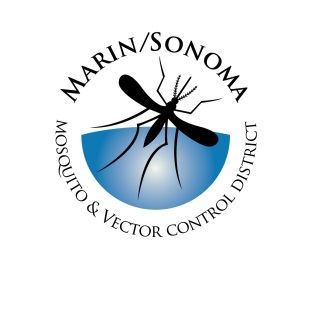 MARIN/SONOMA
MOSQUITO & VECTOR CONTROL DISTRICT